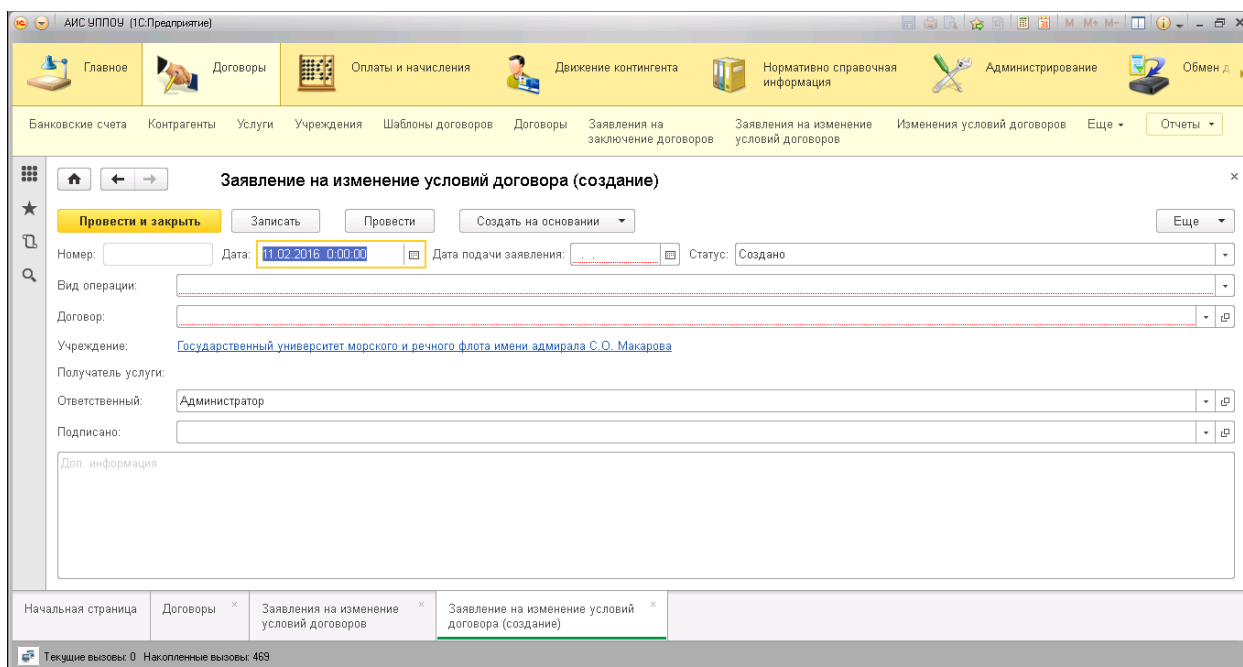 АИС УППОУ (1С:Предприятие)
M M+ M-
Главное
Договоры
Оплаты и начисления
Движение контингента
Нормативно справочная
информация
Администрирование
Обмен д
Банковские счета
Контрагенты
Услуги
Учреждения
Шаблоны договоров
Договоры
Заявления на
заключение договоров
Заявления на изменение
условий договоров
Изменения условий договоров
Еще
Отчеты
Заявление на изменение условий договора (создание)
Провести и закрыть
Записать
Провести
Создать на основании
Еще
Номер:
Дата: 11.02.2016 0:00:00
Дата подачи заявления: . .
Статус: Создано
Вид операции:
Договор:
Учреждение: Государственный университет морского и речного флота имени адмирала С.О. Макарова
Получатель услуги:
Ответственный: Администратор
Подписано:
Доп. информация
Начальная страница
Договоры
Заявления на изменение
условий договоров
Заявление на изменение условий
договора (создание)
Текущие вызовы: 0 Накопленные вызовы: 469